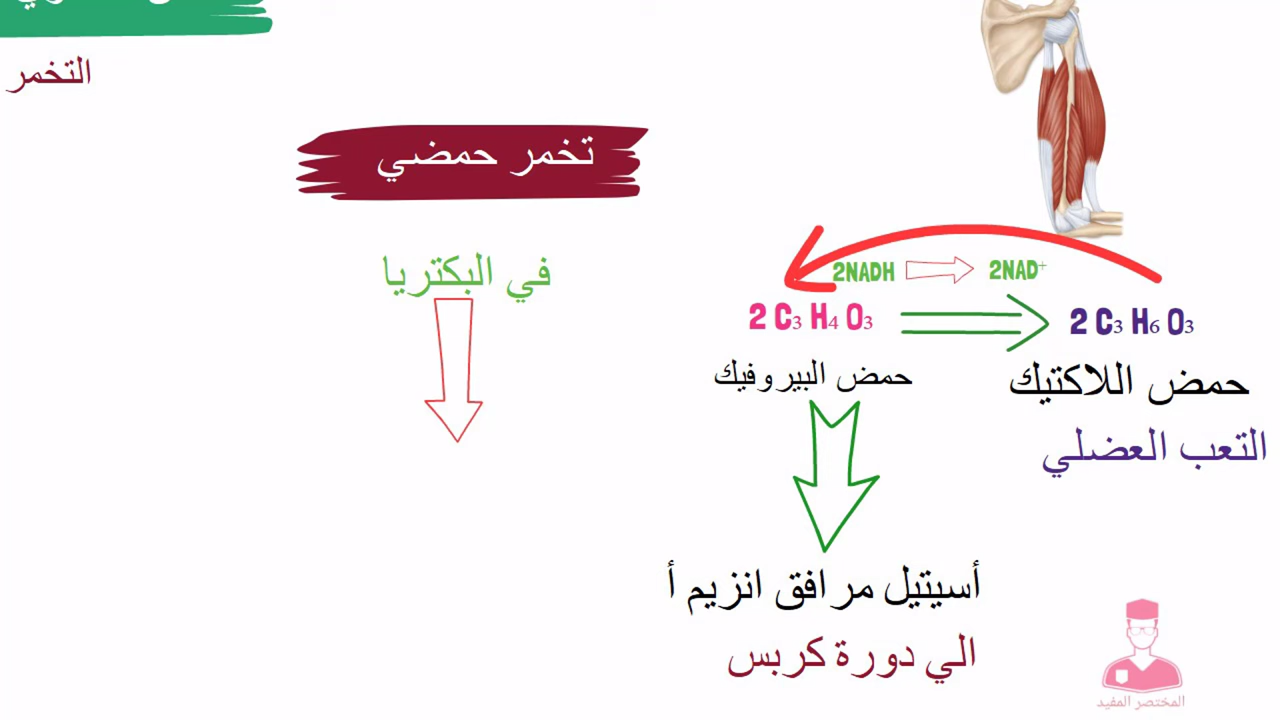 التخمر
تخمر حمضي
في البكتريا
2NADH 2NAD+
2 C3 H4 O3 2 C3 H6 O3
حمض البيروفيك
حمض اللاكتيك
التعب العضلي
أسيتيل مرافق انزيم أ
الي دورة كربس
المختصر المفيد